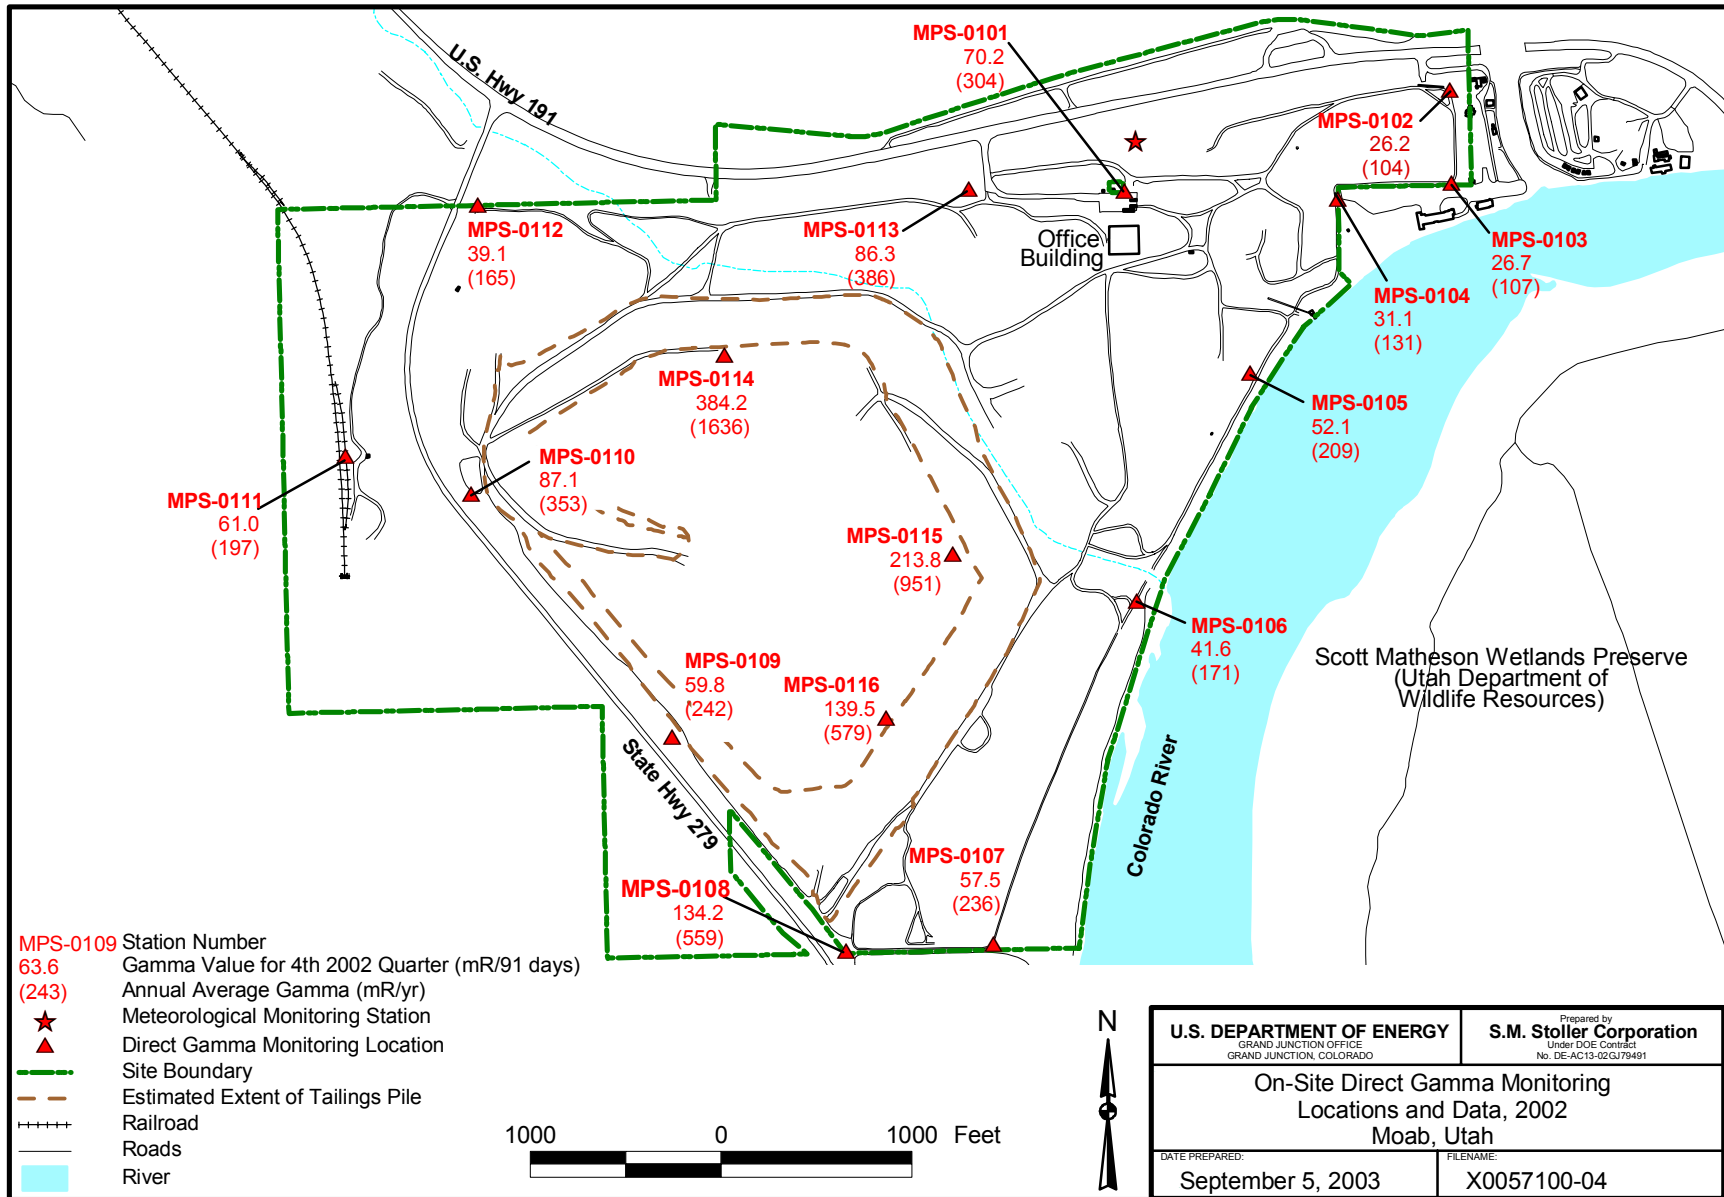 U.S. Hwy 191
MPS-0101
70.2
(304)
MPS-0102
26.2
(104)
MPS-0112
39.1
(165)
MPS-0113
86.3
(386)
Office
Building
MPS-0103
26.7
(107)
MPS-0104
31.1
(131)
MPS-0114
384.2
(1636)
MPS-0105
52.1
(209)
MPS-0110
87.1
(353)
MPS-0111
61.0
(197)
MPS-0115
213.8
(951)
MPS-0106
41.6
(171)
Scott Matheson Wetlands Preserve
(Utah Department of
Wildlife Resources)
MPS-0109
59.8
(242)
MPS-0116
139.5
(579)
State Hwy 279
Colorado River
MPS-0107
57.5
(236)
MPS-0108
134.2
(559)
MPS-0109 Station Number
63.6 Gamma Value for 4th 2002 Quarter (mR/91 days)
(243) Annual Average Gamma (mR/yr)
Meteorological Monitoring Station
Direct Gamma Monitoring Location
Site Boundary
Estimated Extent of Tailings Pile
Railroad
Roads
River
1000 0 1000 Feet
N
U.S. DEPARTMENT OF ENERGY
GRAND JUNCTION OFFICE
GRAND JUNCTION, COLORADO
Prepared by
S.M. Stoller Corporation
Under DOE Contract
No. DE-AC13-02GJ79491
On-Site Direct Gamma Monitoring
Locations and Data, 2002
Moab, Utah
DATE PREPARED:
September 5, 2003
FILENAME:
X0057100-04